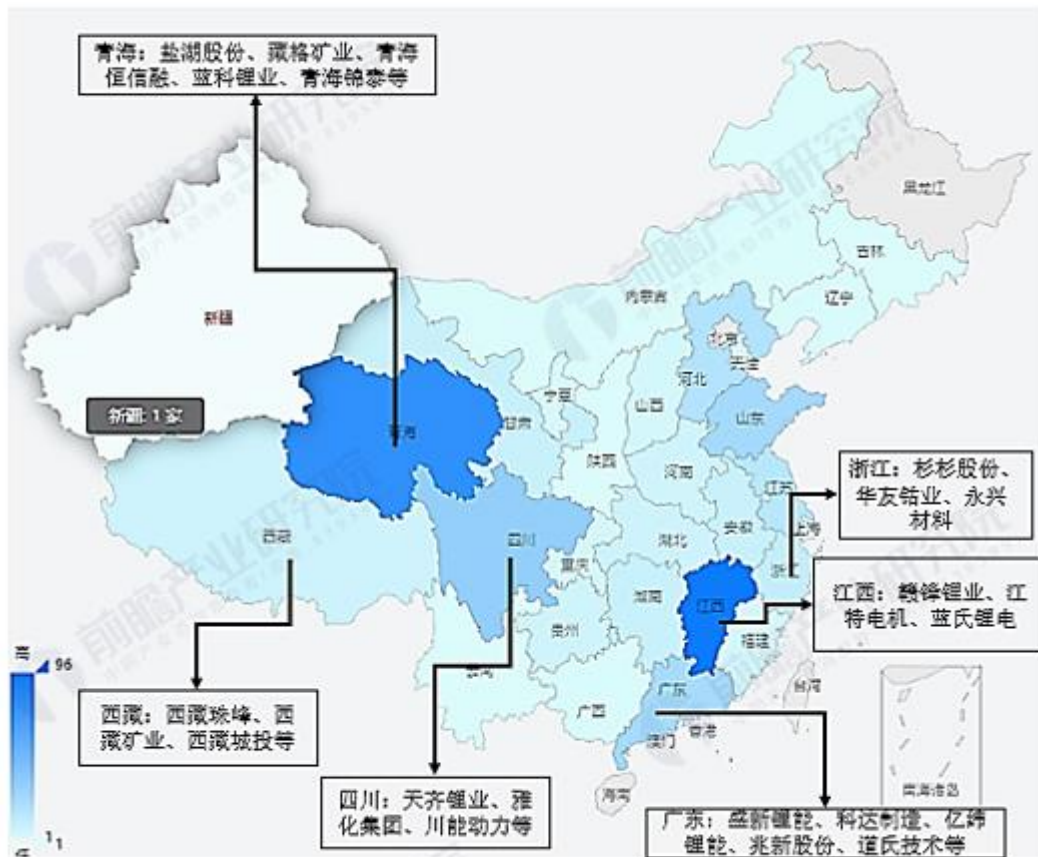 青海：盐湖股份、藏格矿业、青海
恒信融、蓝科锂业、青海锦泰等
黑龙江
吉林
辽宁
内蒙古
新疆
北京
天津
河北
新疆: 1 家
宁夏
山西
山东
甘肃
青海
陕西
河南
江苏
浙江：杉杉股份、
华友钴业、永兴
材料
安徽
上海
西藏
四川
重庆
湖北
浙江
江西：赣锋锂业、江
特电机、蓝氏锂电
湖南
江西
贵州
福建
高
96
云南
广西
广东
台湾
西藏：西藏珠峰、西
藏矿业、西藏城投等
香港
澳门
海南
南海诸岛
四川：天齐锂业、雅
化集团、川能动力等
广东：盛新锂能、科达制造、亿纬
锂能、兆新股份、道氏技术等
1
1
低
前瞻产业研究院